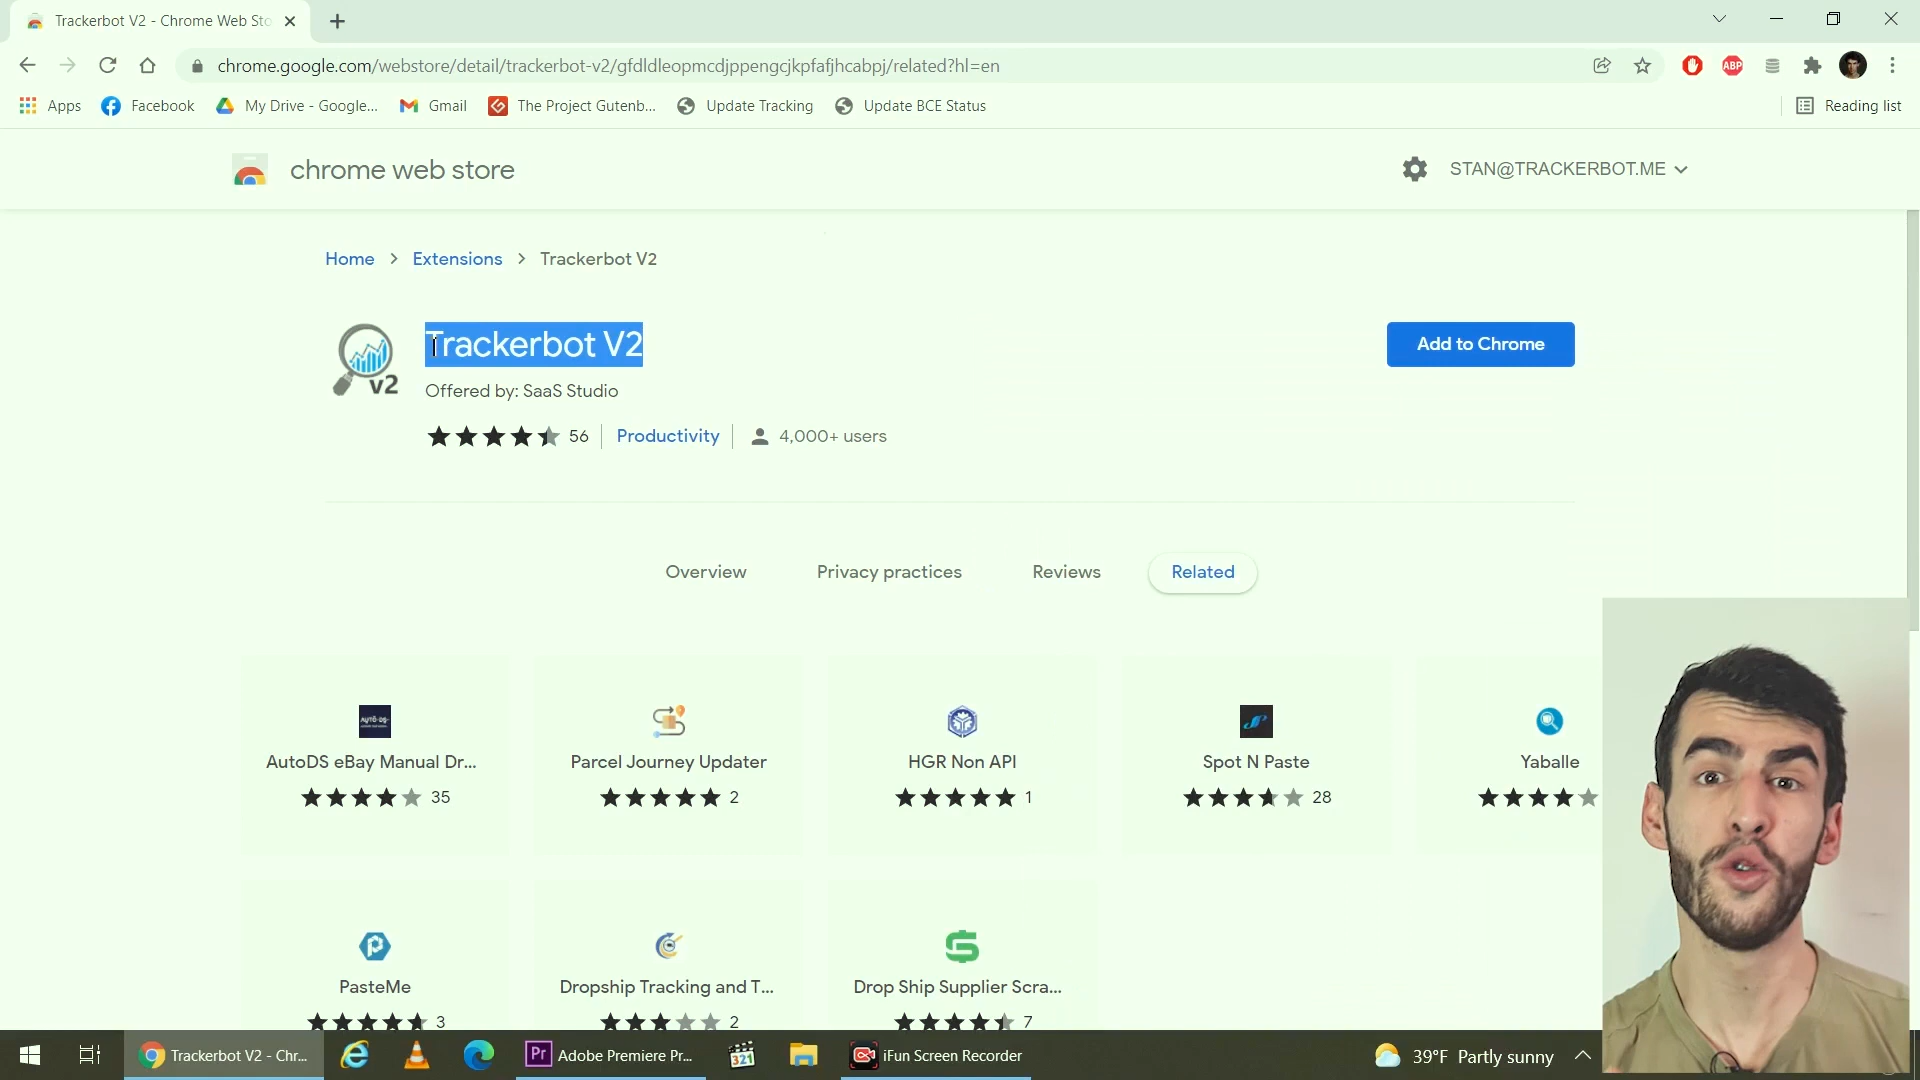 Trackerbot V2 - Chrome Web Sto
chrome.google.com/webstore/detail/trackerbot-v2/gfdldleopmcdjppengcjkpfafjhcabpj/related?hl=en
ABP
Apps Facebook My Drive - Google... Gmail The Project Gutenb... Update Tracking Update BCE Status Reading list
chrome web store STAN@TRACKERBOT.ME
Home > Extensions > Trackerbot V2
Trackerbot V2 Add to Chrome
v2
Offered by: SaaS Studio
56 Productivity 4,000+ users
Overview Privacy practices Reviews Related
AutoDS eBay Manual Dr... Parcel Journey Updater HGR Non API Spot N Paste Yaballe
35 2 1 28
PasteMe Dropship Tracking and T... Drop Ship Supplier Scra...
3 2 7
Trackerbot V2 - Chr... Pr Adobe Premiere Pr... 321 iFun Screen Recorder 39°F Partly sunny